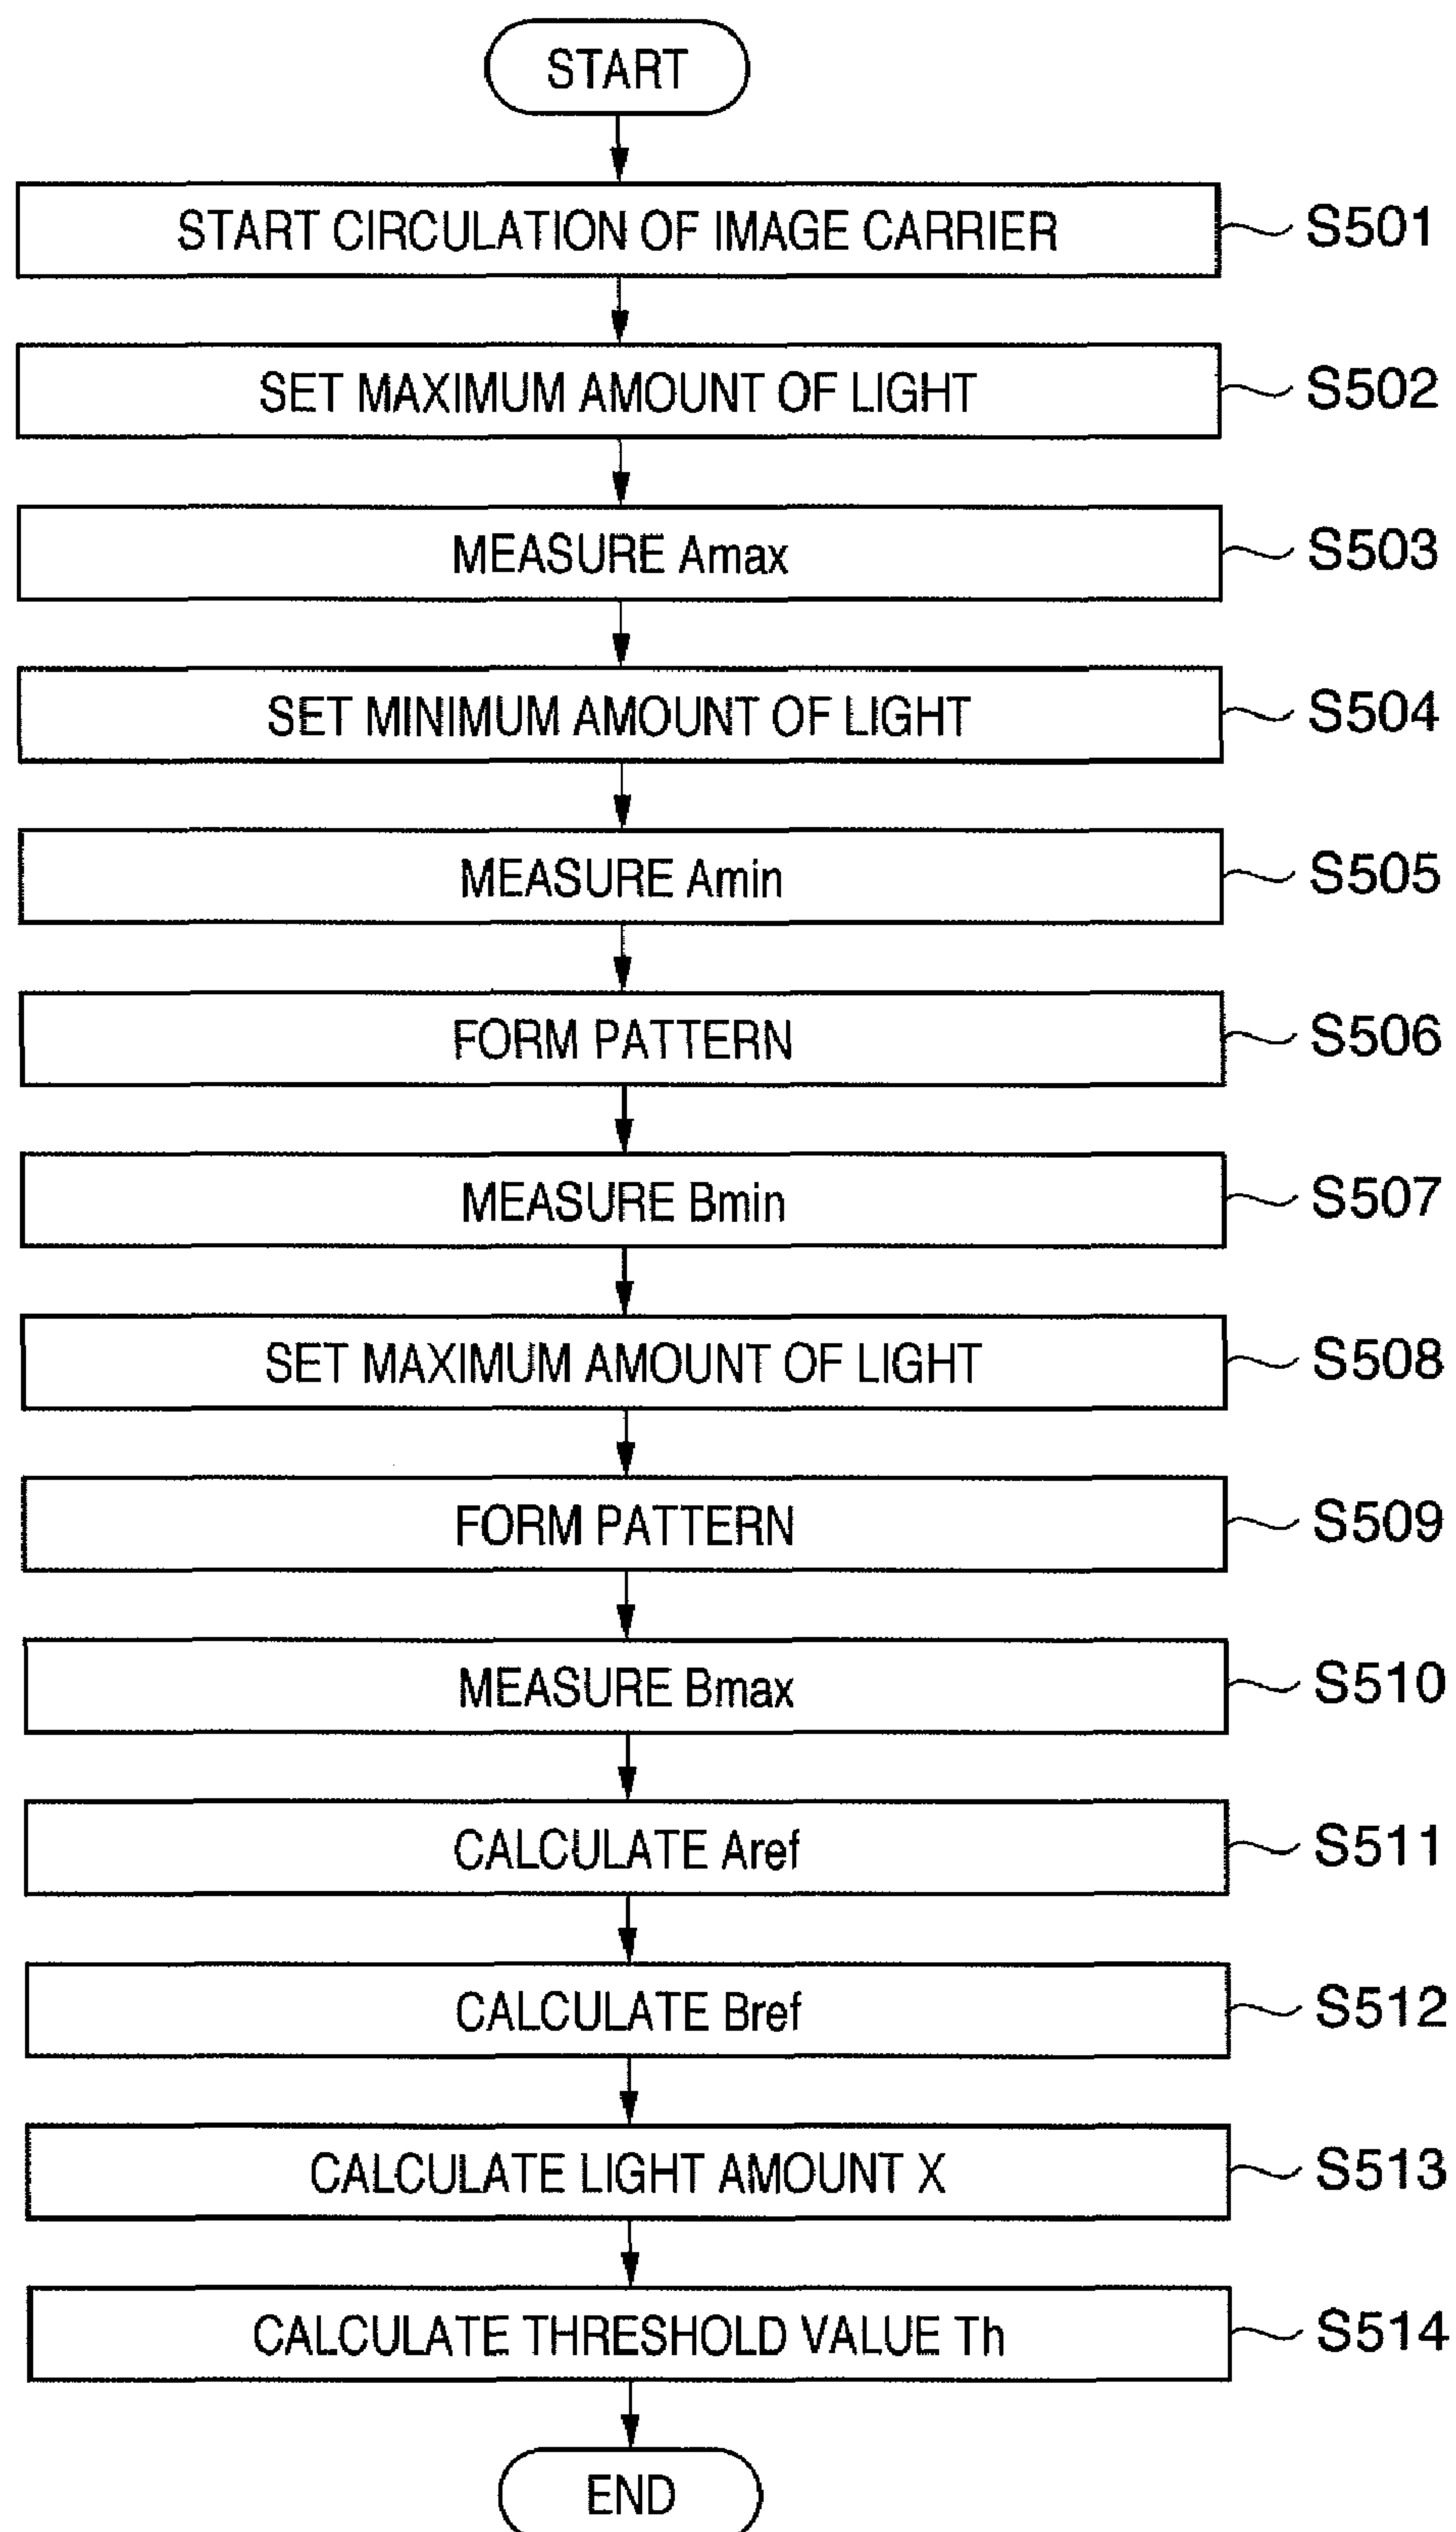 START
START CIRCULATION OF IMAGE CARRIER S501
SET MAXIMUM AMOUNT OF LIGHT S502
MEASURE Amax S503
SET MINIMUM AMOUNT OF LIGHT S504
MEASURE Amin S505
FORM PATTERN S506
MEASURE Bmin S507
SET MAXIMUM AMOUNT OF LIGHT S508
FORM PATTERN S509
MEASURE Bmax S510
CALCULATE Aref S511
CALCULATE Bref S512
CALCULATE LIGHT AMOUNT X S513
CALCULATE THRESHOLD VALUE Th S514
END